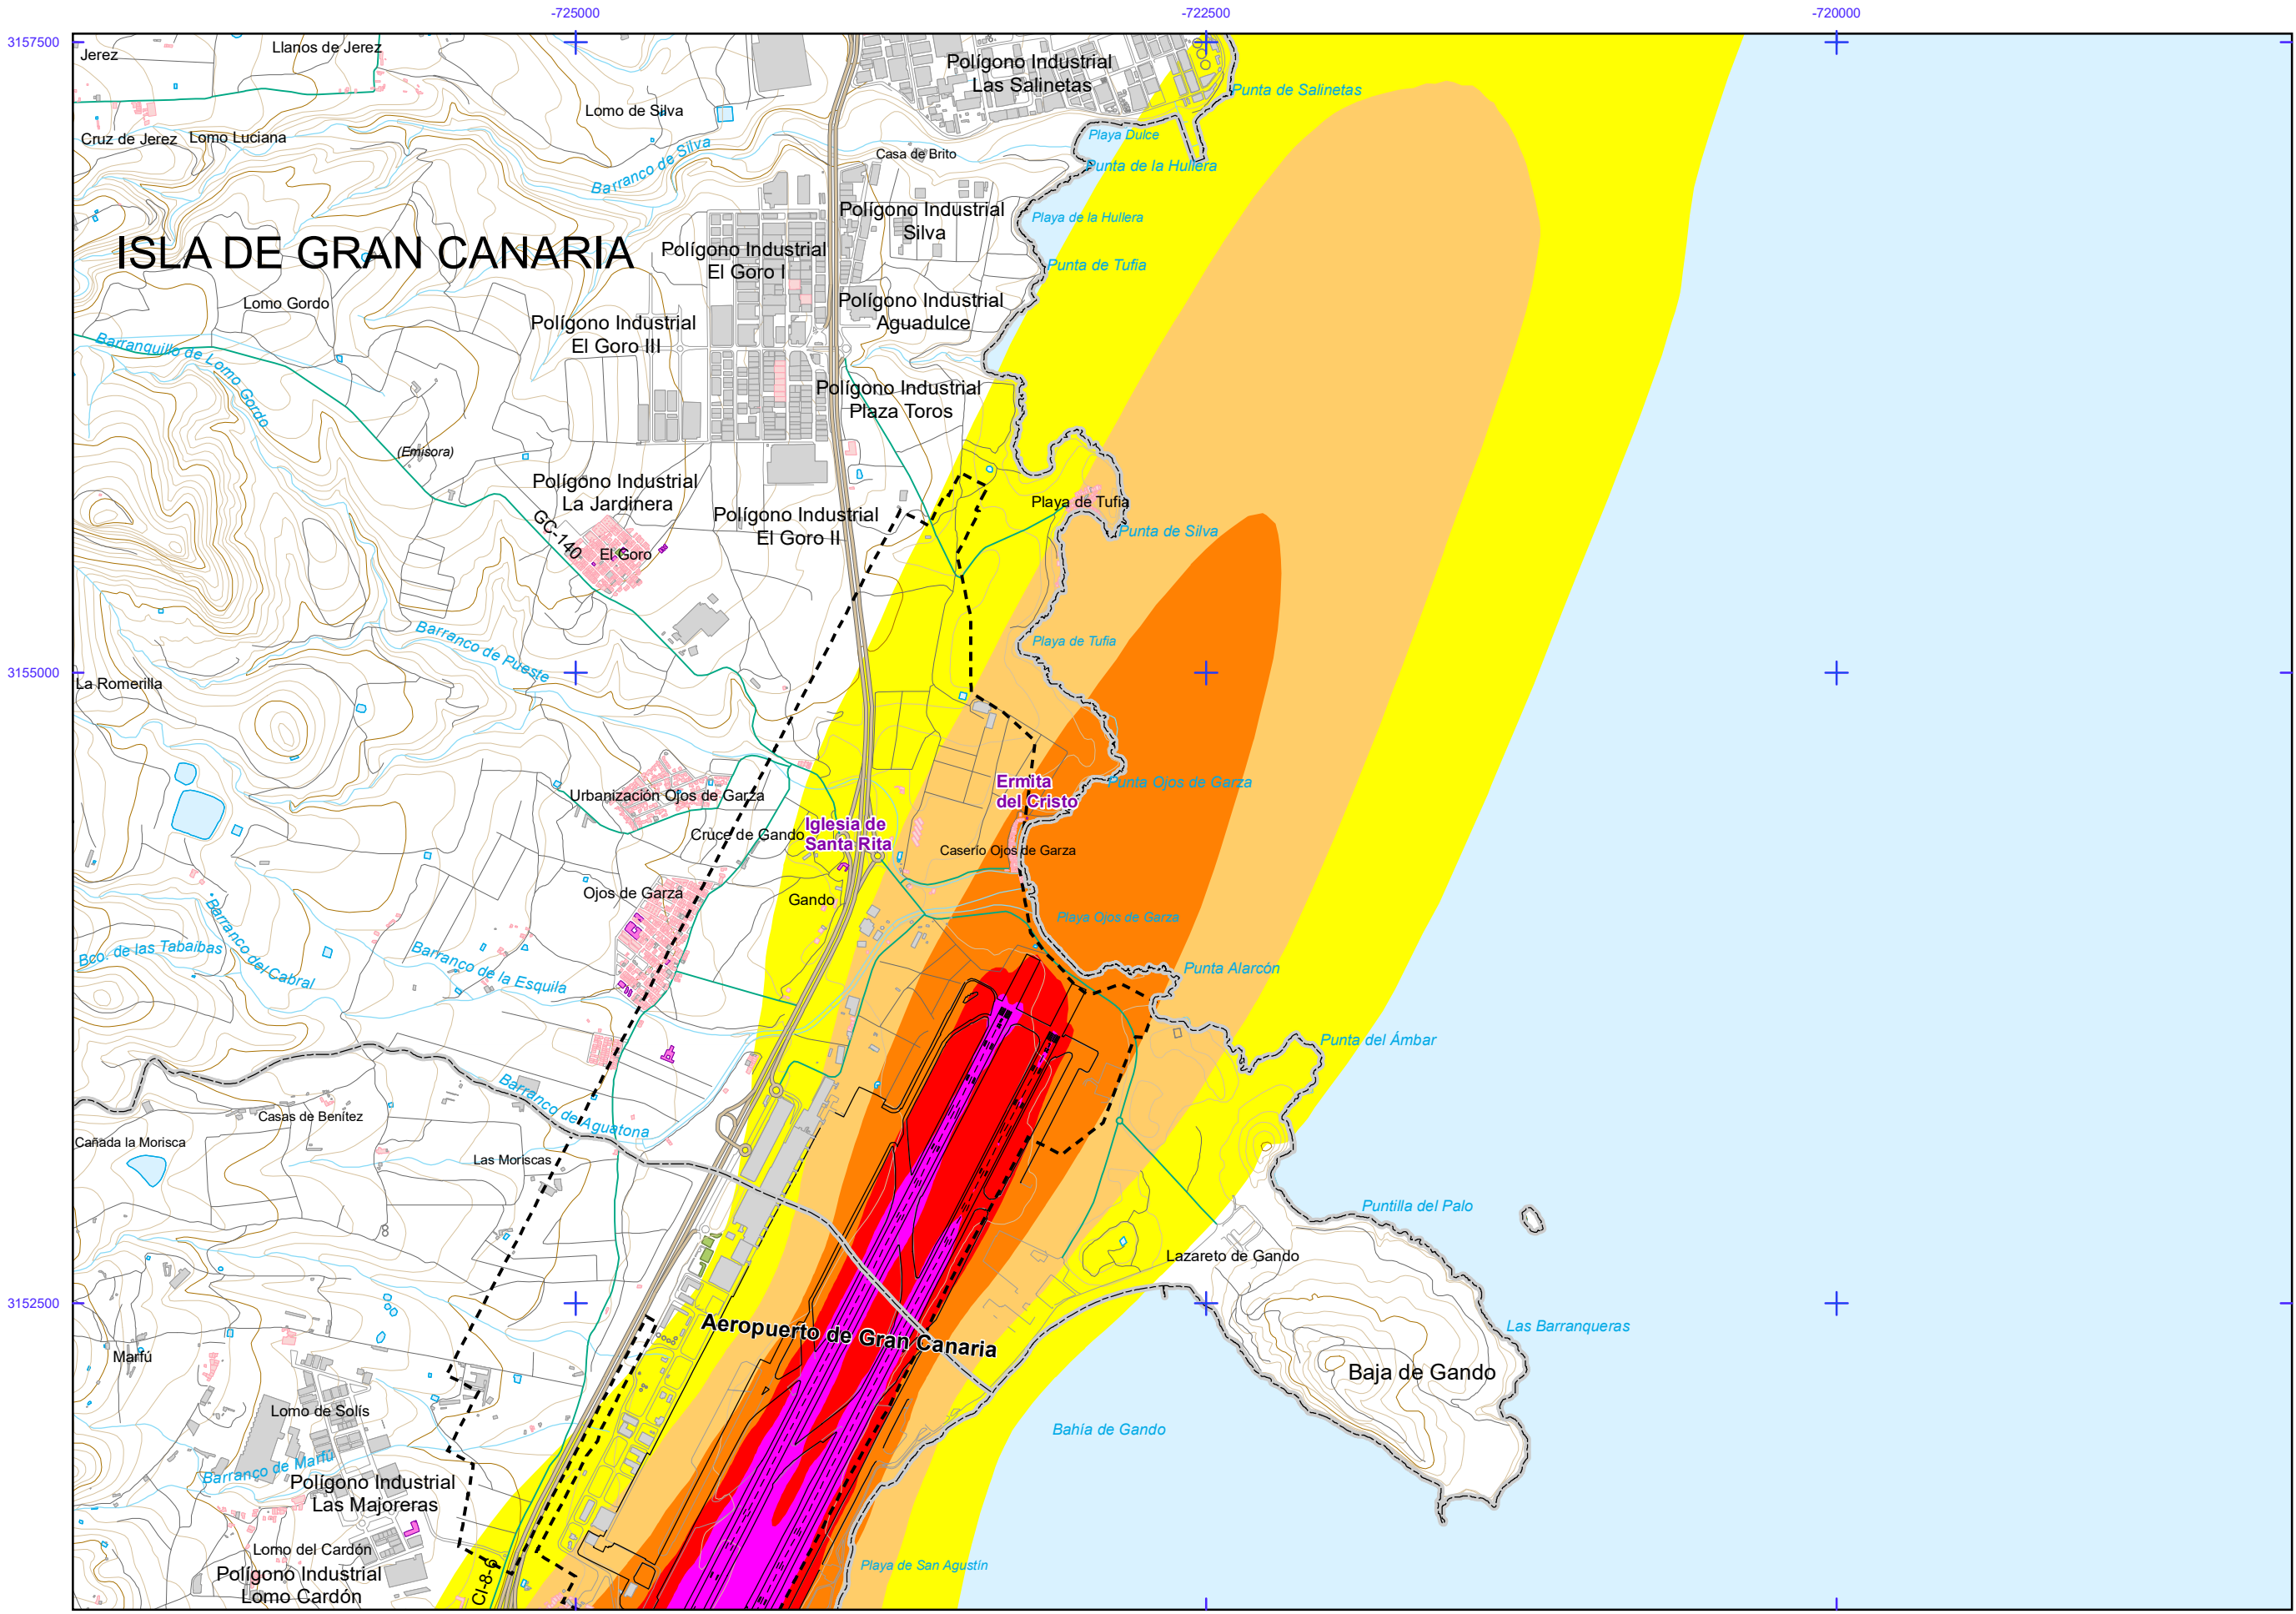 -725000
-722500
-720000
3157500
3155000
3152500
Jerez
Llanos de Jerez
Polígono Industrial
Las Salinetas
Punta de Salinetas
Lomo de Silva
Cruz de Jerez
Lomo Luciana
Barranco de Silva
Casa de Brito
Playa Dulce
Punta de la Hullera
Polígono Industrial
Silva
Playa de la Hullera
ISLA DE GRAN CANARIA
Polígono Industrial
El Goro I
Punta de Tufia
Lomo Gordo
Polígono Industrial
Aguadulce
Polígono Industrial
El Goro III
Barranquillo de Lomo Gordo
Polígono Industrial
Plaza Toros
(Emisora)
Polígono Industrial
La Jardinera
GC-140
El Goro
Polígono Industrial
El Goro II
Playa de Tufia
Punta de Silva
Barranco de Pueste
Playa de Tufia
La Romerilla
Urbanización Ojos de Garza
Cruce de Gando
Iglesia de
Santa Rita
Ermita
del Cristo
Punta Ojos de Garza
Caserío Ojos de Garza
Ojos de Garza
Gando
Playa Ojos de Garza
Bco. de las Tabaibas
Barranco del Cabral
Barranco de la Esquila
Punta Alarcón
Punta del Ámbar
Barranco de Aguatona
Casas de Benítez
Cañada la Morisca
Las Moriscas
Puntilla del Palo
Lazareto de Gando
Aeropuerto de Gran Canaria
Las Barranqueras
Marfú
Baja de Gando
Lomo de Solís
Bahía de Gando
Barranco de Marfú
Polígono Industrial
Las Majoreras
Lomo del Cardón
Polígono Industrial
Lomo Cardón
CI-8-6
Playa de San Agustín